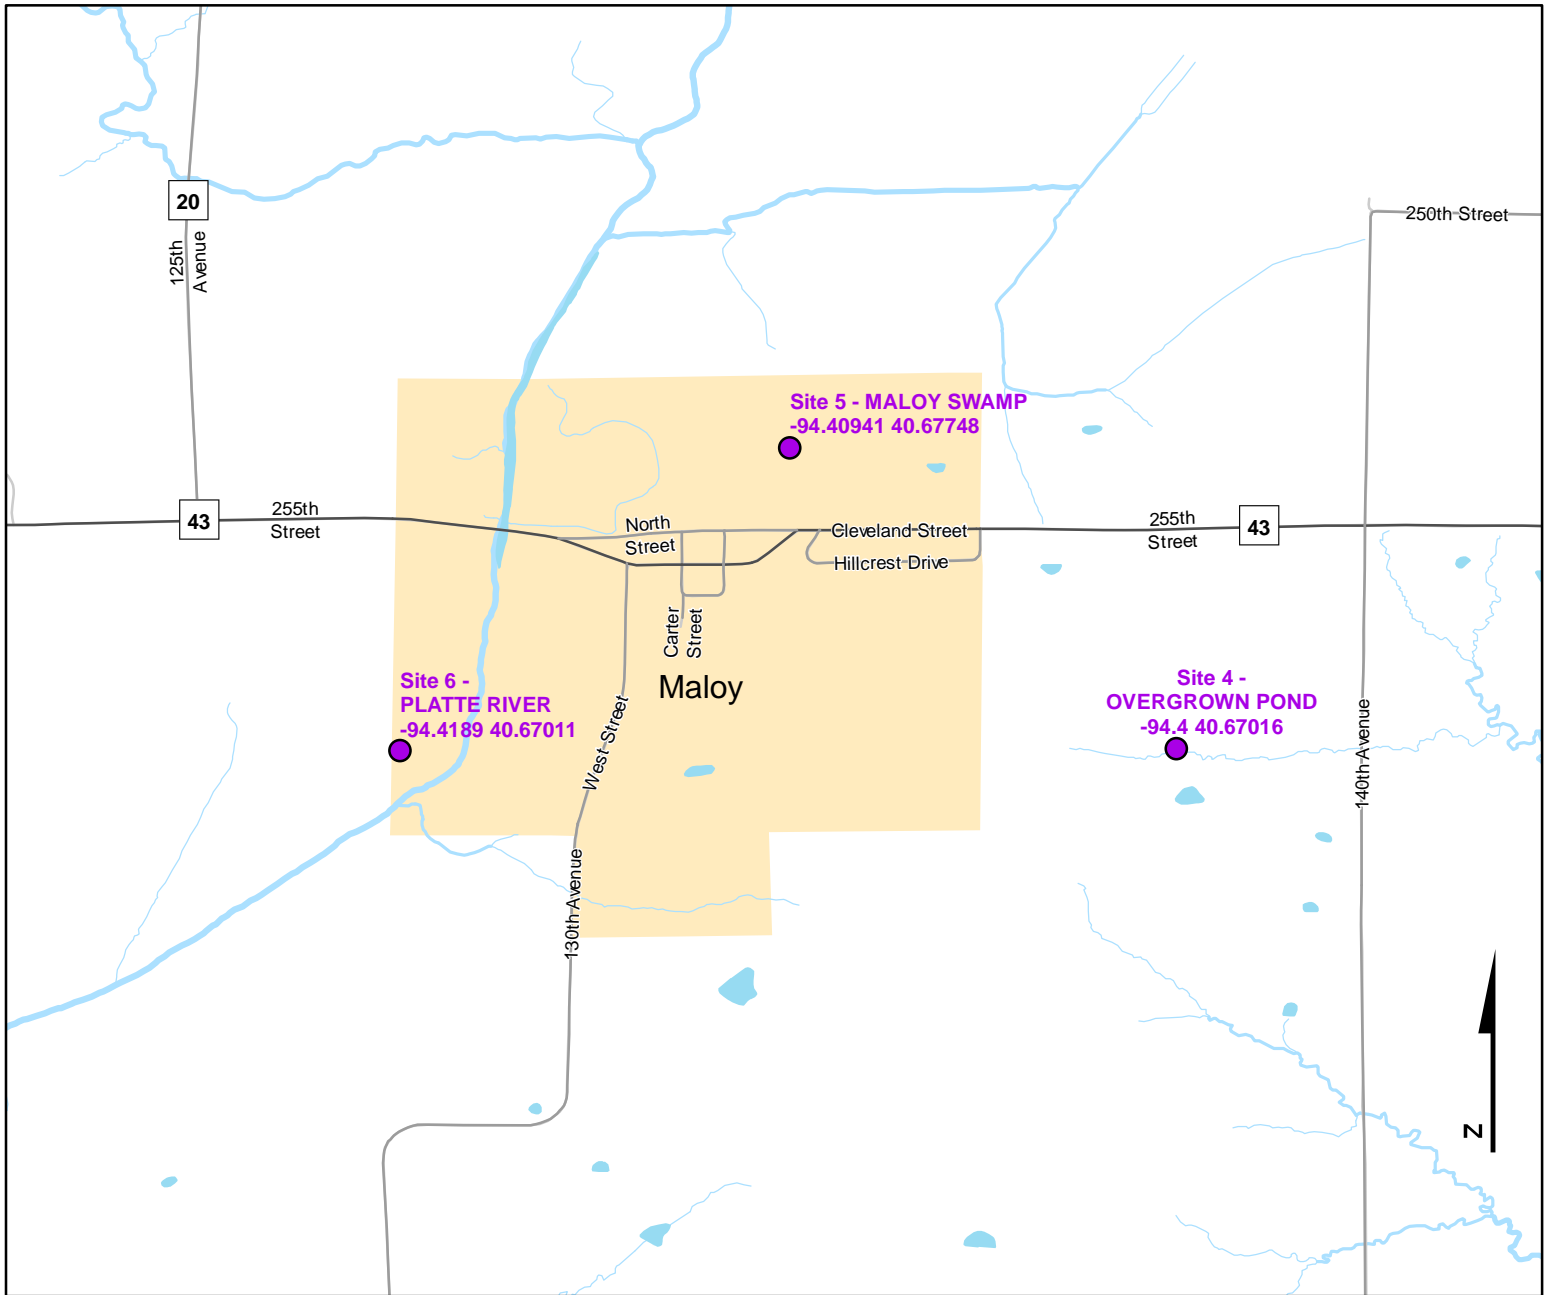 20
125th
Avenue
250th Street
Site 5 - MALOY SWAMP
-94.40941 40.67748
43
255th
Street
North
Street
Cleveland Street
Hillcrest Drive
255th
Street
43
Carter
Street
Maloy
Site 6 -
PLATTE RIVER
-94.4189 40.67011
West Street
Site 4 -
OVERGROWN POND
-94.4 40.67016
140th Avenue
130th Avenue
N